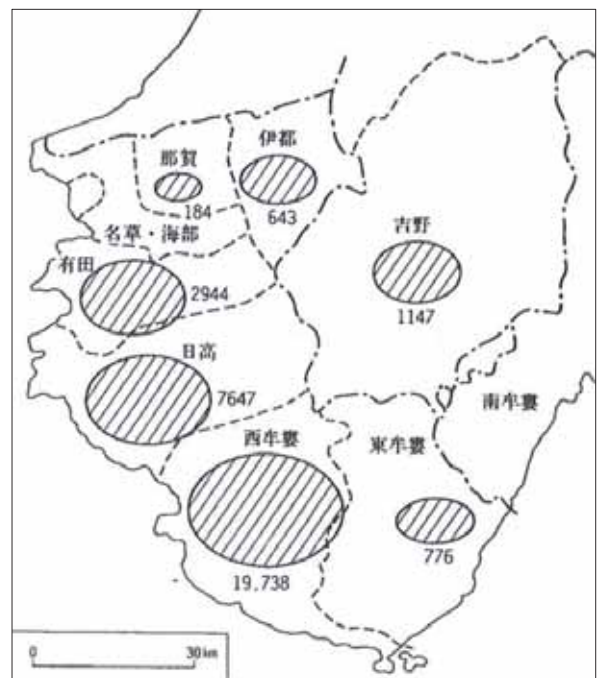 伊都
那賀
184
643
吉野
名草・海部
有田
2944
1147
日高
7647
南牟婁
西牟婁
東牟婁
776
19,738
0
30km